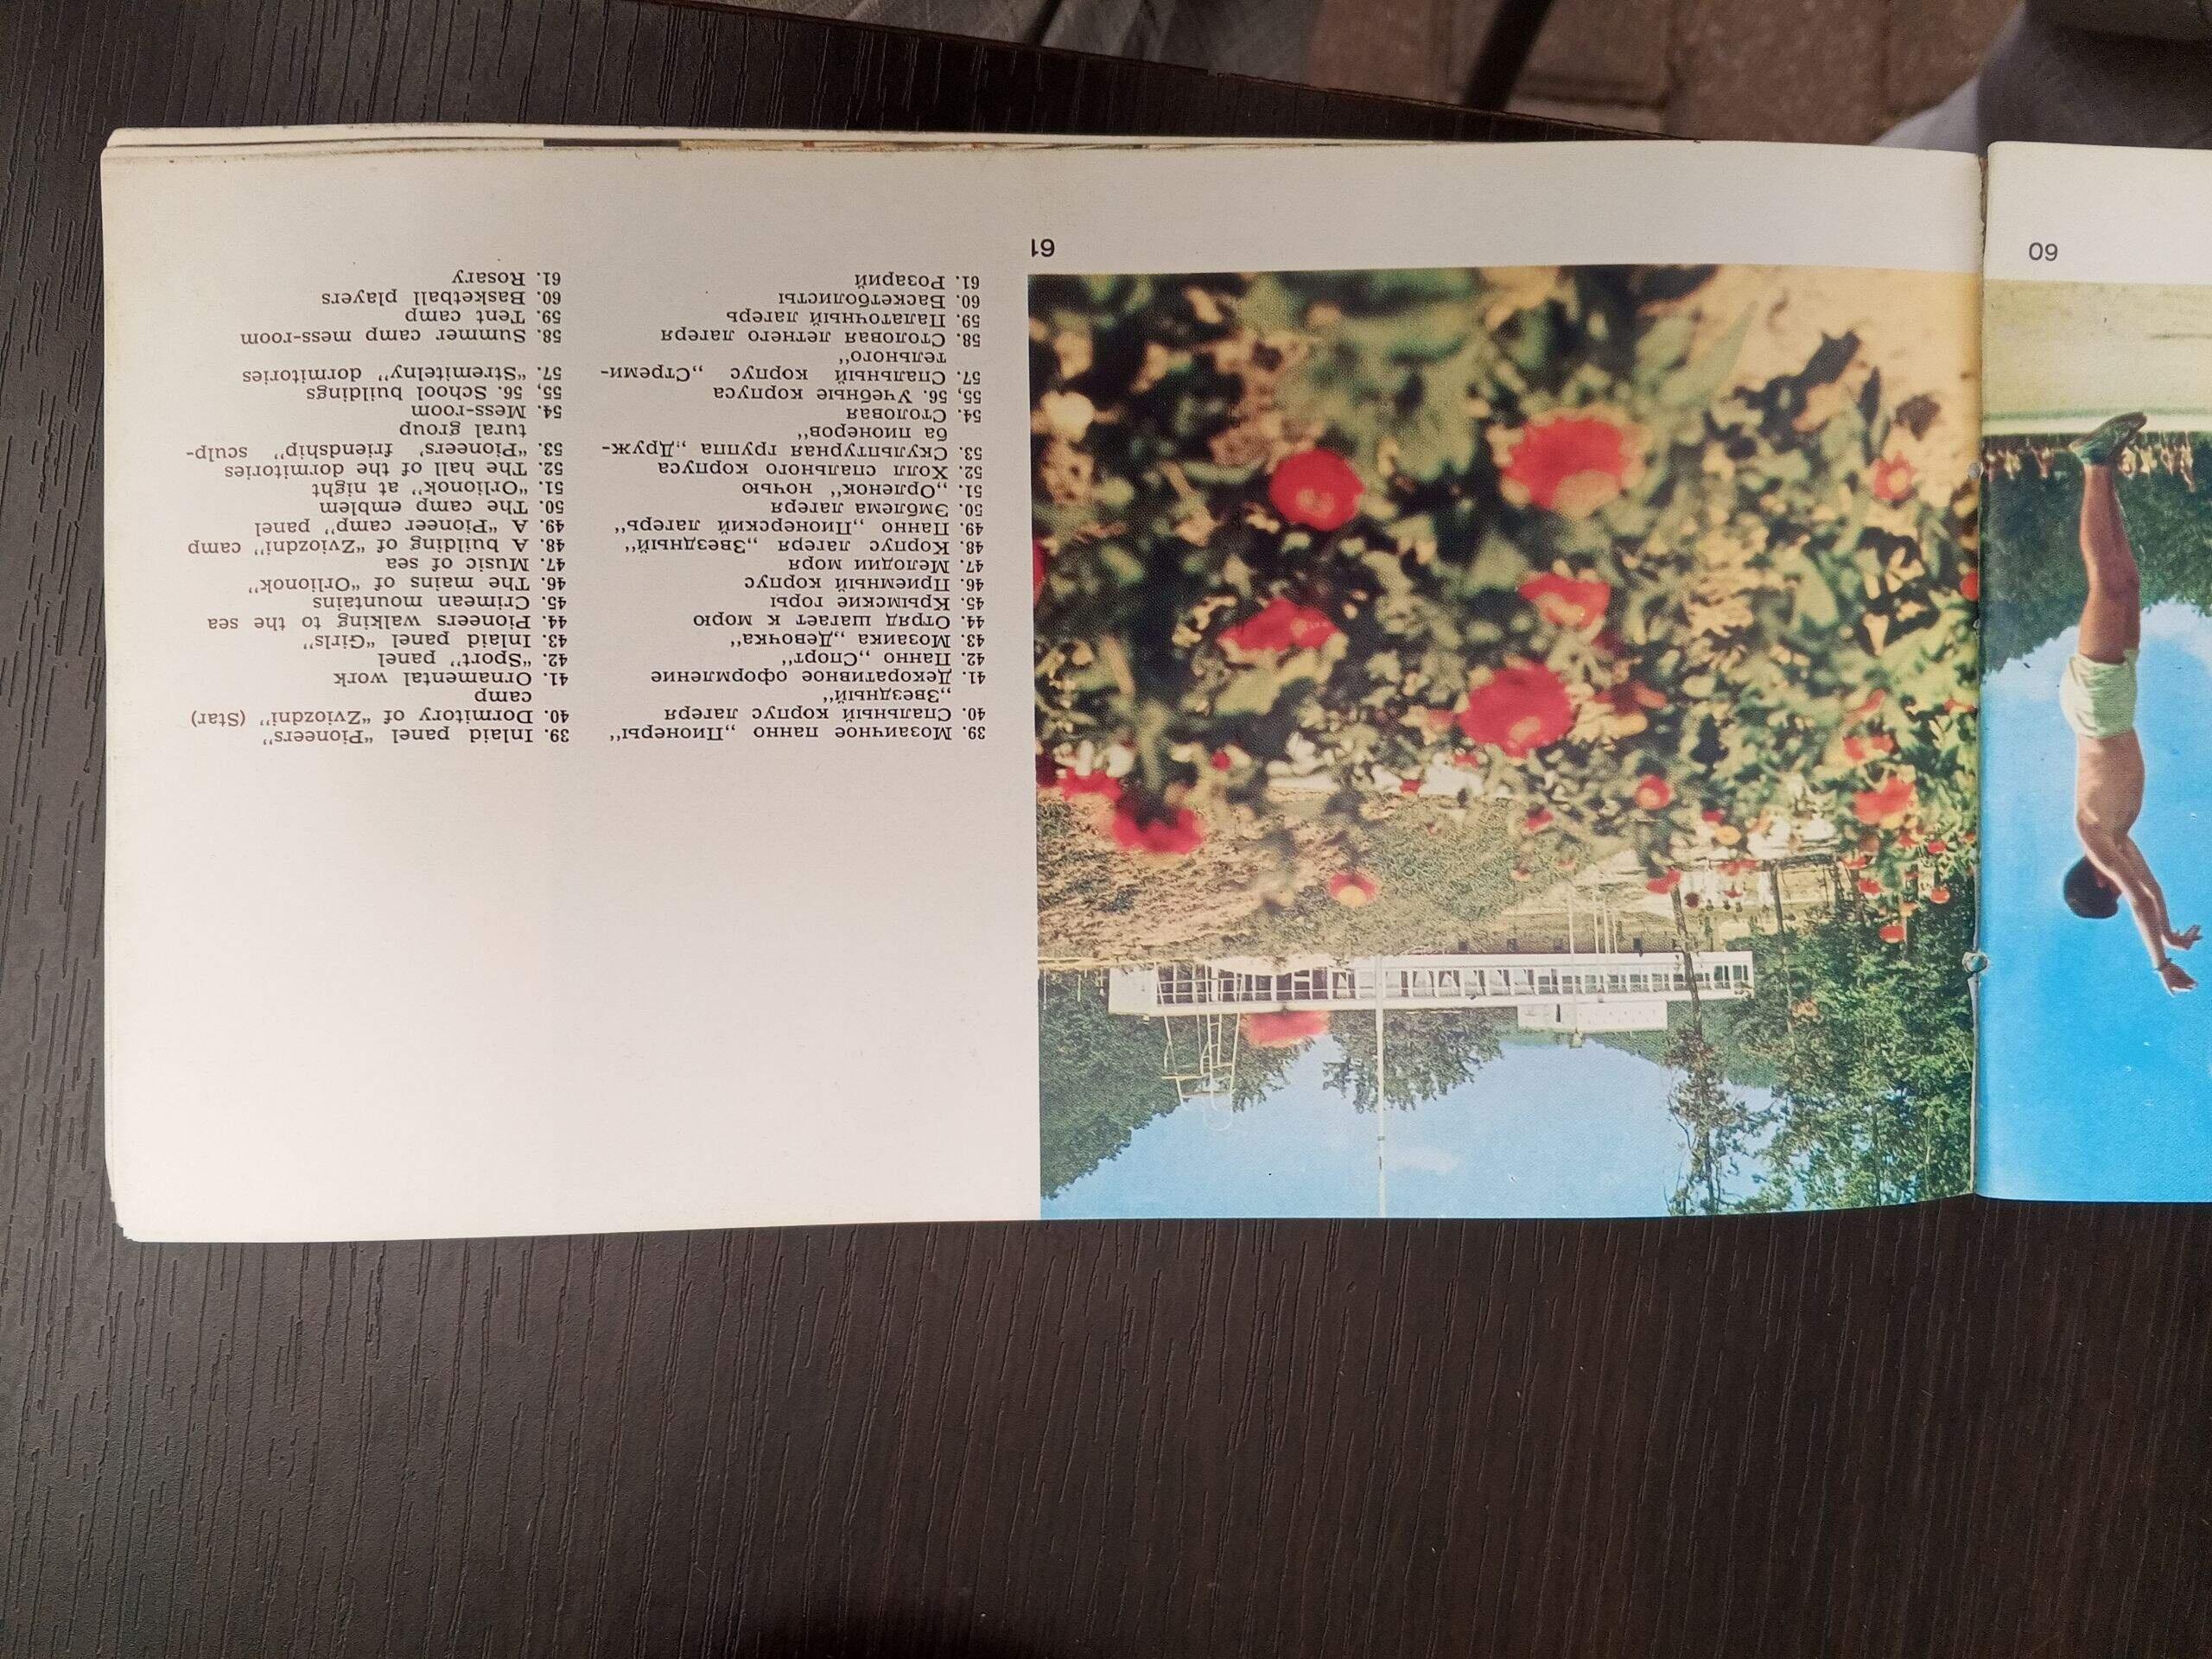 39. Мозаичное панно „Пионеры“
40. Спальный корпус лагеря
„Звездный“
41. Декоративное оформление
42. Панно „Спорт“
43. Мозаика „Девочка“
44. Отряд шагает к морю
45. Крымские горы
46. Приемный корпус
47. Мелодии моря
48. Корпус лагеря „Звездный“
49. Панно „Пионерский лагерь“
50. Эмблема лагеря
51. „Орленок“ ночью
52. Холл спального корпуса
53. Скульптурная группа „Друж-
ба пионеров“
54. Столовая
55, 56. Учебные корпуса
57. Спальный корпус „Стреми-
тельного“
58. Столовая летнего лагеря
59. Палаточный лагерь
60. Баскетболисты
61. Розарий
39. Inlaid panel “Pioneers”
40. Dormitory of “Zviozdni” (Star)
camp
41. Ornamental work
42. “Sport” panel
43. Inlaid panel “Girls”
44. Pioneers walking to the sea
45. Crimean mountains
46. The mains of “Orlionok”
47. Music of sea
48. A building of “Zviozdni” camp
49. A “Pioneer camp” panel
50. The camp emblem
51. “Orlionok” at night
52. The hall of the dormitories
53. “Pioneers’ friendship” sculp-
tural group
54. Mess-room
55, 56. School buildings
57. “Stremitelny” dormitories
58. Summer camp mess-room
59. Tent camp
60. Basketball players
61. Rosary
60
61